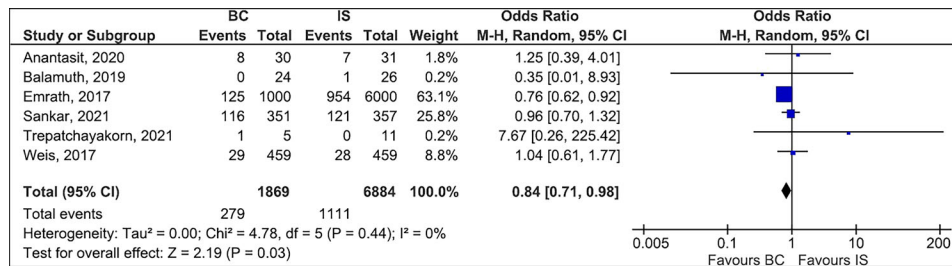 BC IS Odds Ratio Odds Ratio
Study or Subgroup Events Total Events Total Weight M-H, Random, 95% CI M-H, Random, 95% CI
Anantasit, 2020 8 30 7 31 1.8% 1.25 [0.39, 4.01]
Balamuth, 2019 0 24 1 26 0.2% 0.35 [0.01, 8.93]
Emrath, 2017 125 1000 954 6000 63.1% 0.76 [0.62, 0.92]
Sankar, 2021 116 351 121 357 25.8% 0.96 [0.70, 1.32]
Trepatchayakorn, 2021 1 5 0 11 0.2% 7.67 [0.26, 225.42]
Weis, 2017 29 459 28 459 8.8% 1.04 [0.61, 1.77]
Total (95% CI) 1869 6884 100.0% 0.84 [0.71, 0.98]
Total events 279 1111
Heterogeneity: Tau² = 0.00; Chi² = 4.78, df = 5 (P = 0.44); I² = 0%
Test for overall effect: Z = 2.19 (P = 0.03)
0.005 0.1 1 10 200
Favours BC Favours IS